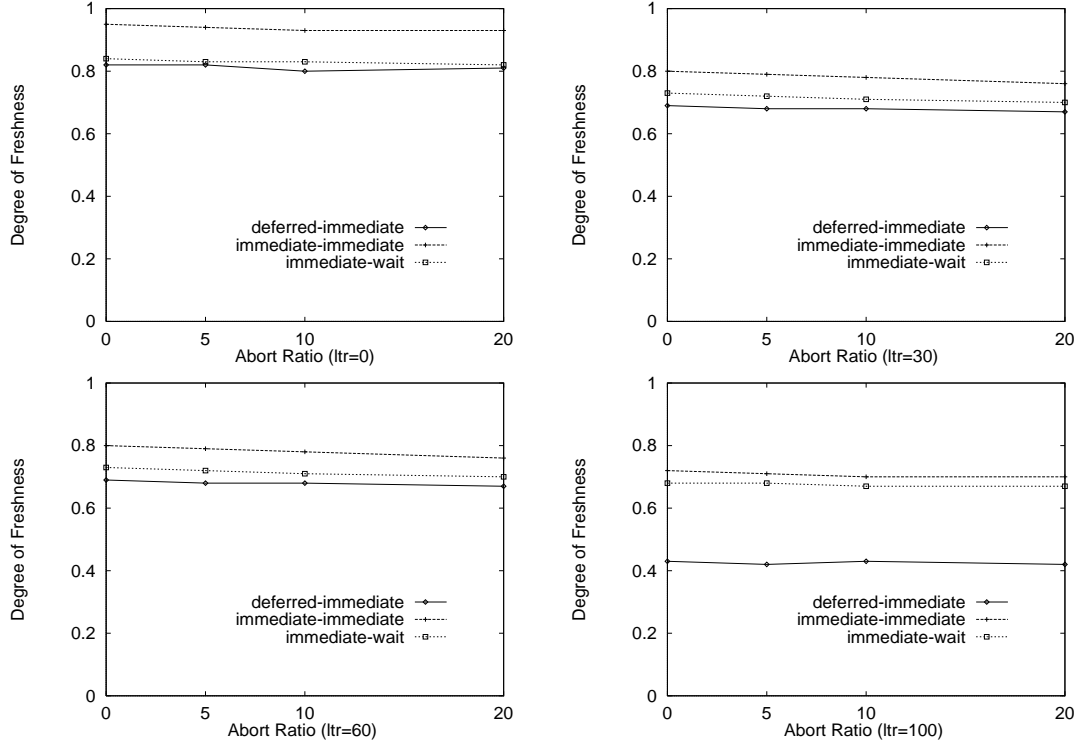 1
0.8
0.6
0.4
0.2
0
Degree of Freshness
deferred-immediate
immediate-immediate
immediate-wait
0 5 10 20
Abort Ratio (ltr=0)
1
0.8
0.6
0.4
0.2
0
Degree of Freshness
deferred-immediate
immediate-immediate
immediate-wait
0 5 10 20
Abort Ratio (ltr=30)
1
0.8
0.6
0.4
0.2
0
Degree of Freshness
deferred-immediate
immediate-immediate
immediate-wait
0 5 10 20
Abort Ratio (ltr=60)
1
0.8
0.6
0.4
0.2
0
Degree of Freshness
deferred-immediate
immediate-immediate
immediate-wait
0 5 10 20
Abort Ratio (ltr=100)